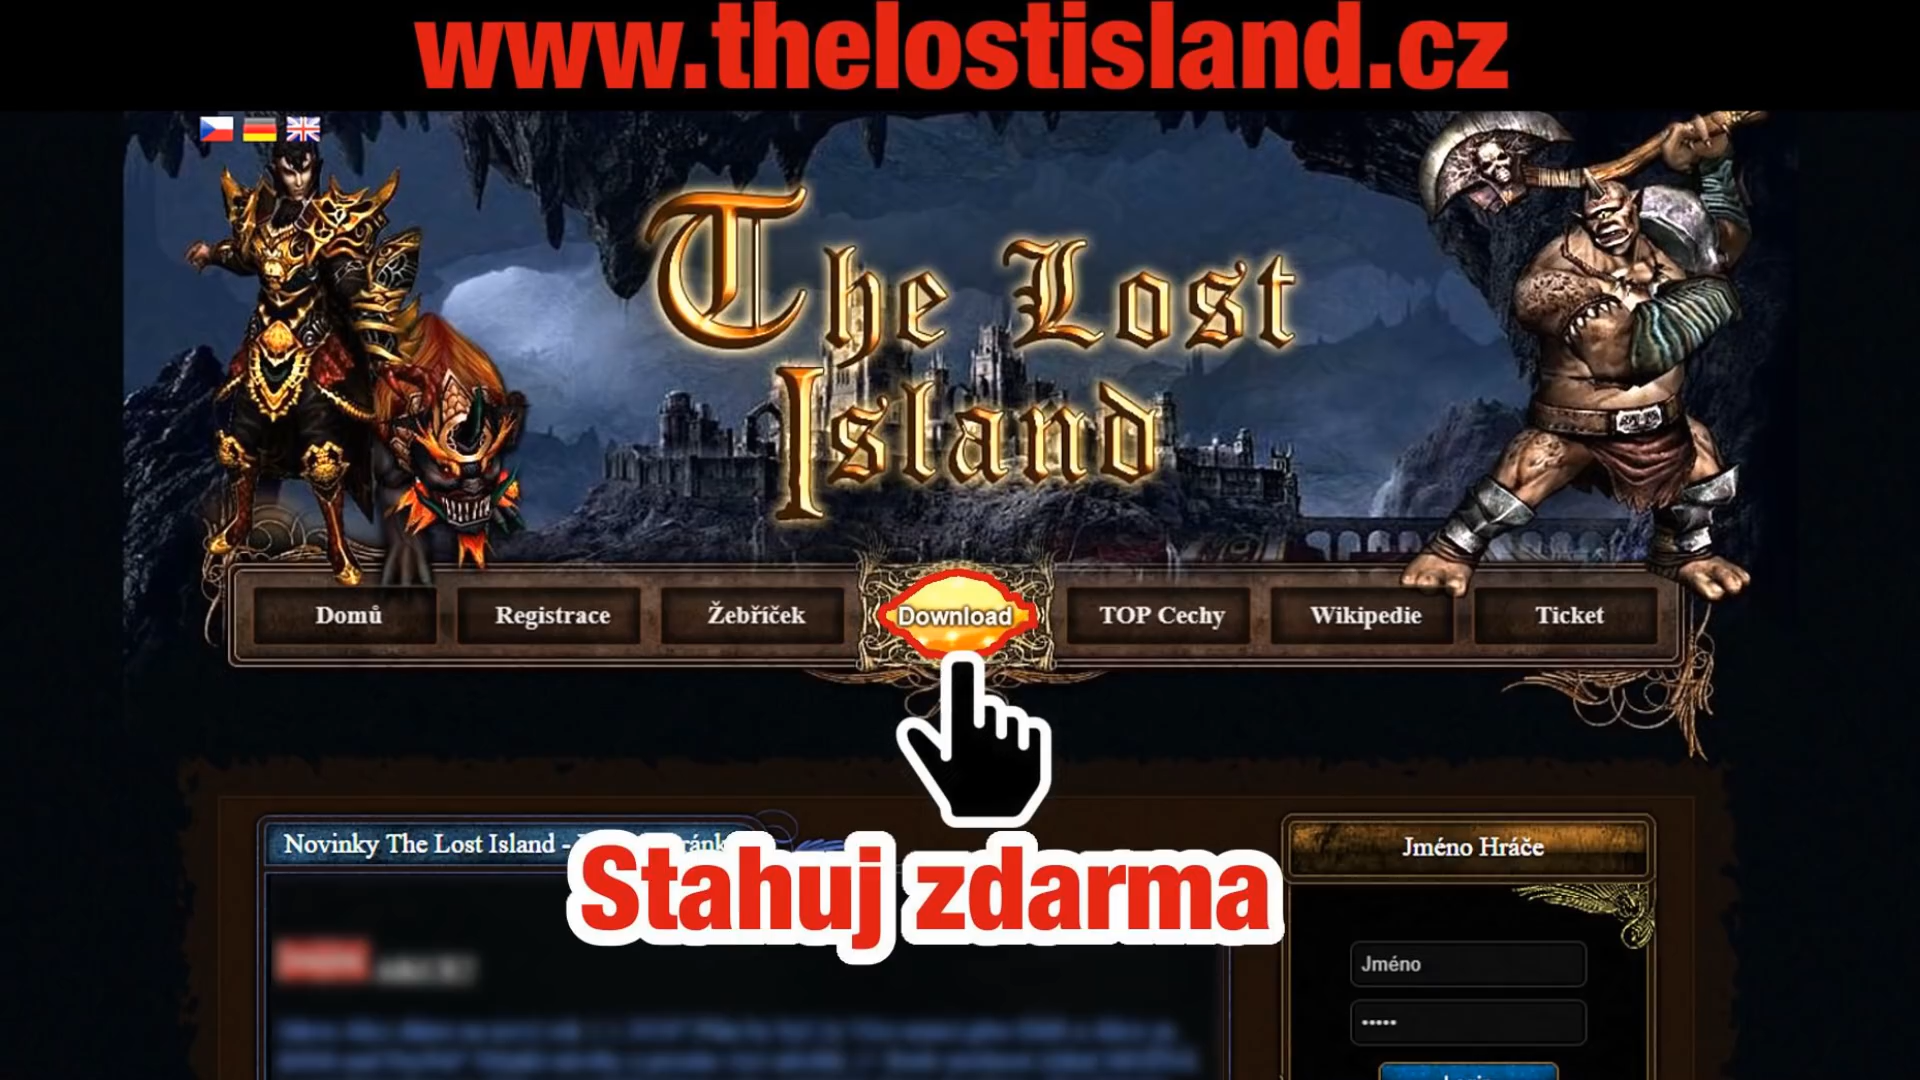 www.thelostisland.cz
The Lost
Island
Domů
Registrace
Žebříček
Download
TOP Cechy
Wikipedie
Ticket
Novinky The Lost Island -
Stahuj zdarma
Jméno Hráče
Jméno